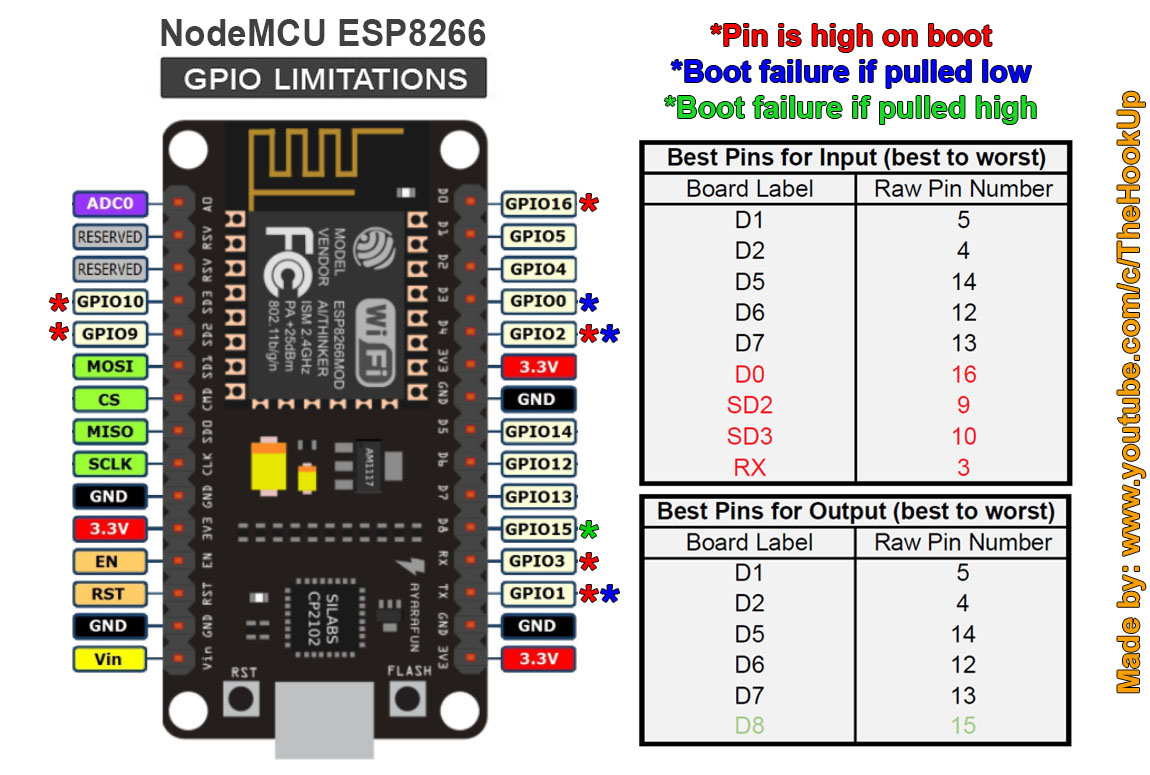 NodeMCU ESP8266
GPIO LIMITATIONS
*Pin is high on boot
*Boot failure if pulled low
*Boot failure if pulled high
ADC0
RESERVED
RESERVED
* GPIO10
* GPIO9
MOSI
CS
MISO
SCLK
GND
3.3V
EN
RST
GND
Vin
A0
RSV
RSV
SD3
SD2
SD1
CMD
SD0
CLK
GND
3V3
EN
RST
GND
Vin
MODEL ESP8266MOD
VENDOR AI/THINKER
ISM 2.4GHz
PA +25dBm
802.11b/g/n
FCC
WiFi
AM1117
SILABS
CP2102
AYARAFUN
RST
FLASH
D0
D1
D2
D3
D4
3V3
GND
D5
D6
D7
D8
RX
TX
GND
3V3
GPIO16 *
GPIO5
GPIO4
GPIO0 *
GPIO2 **
3.3V
GND
GPIO14
GPIO12
GPIO13
GPIO15 *
GPIO3 *
GPIO1 **
GND
3.3V
Best Pins for Input (best to worst)
Board Label Raw Pin Number
D1 5
D2 4
D5 14
D6 12
D7 13
D0 16
SD2 9
SD3 10
RX 3
Best Pins for Output (best to worst)
Board Label Raw Pin Number
D1 5
D2 4
D5 14
D6 12
D7 13
D8 15
Made by: www.youtube.com/c/TheHookUp